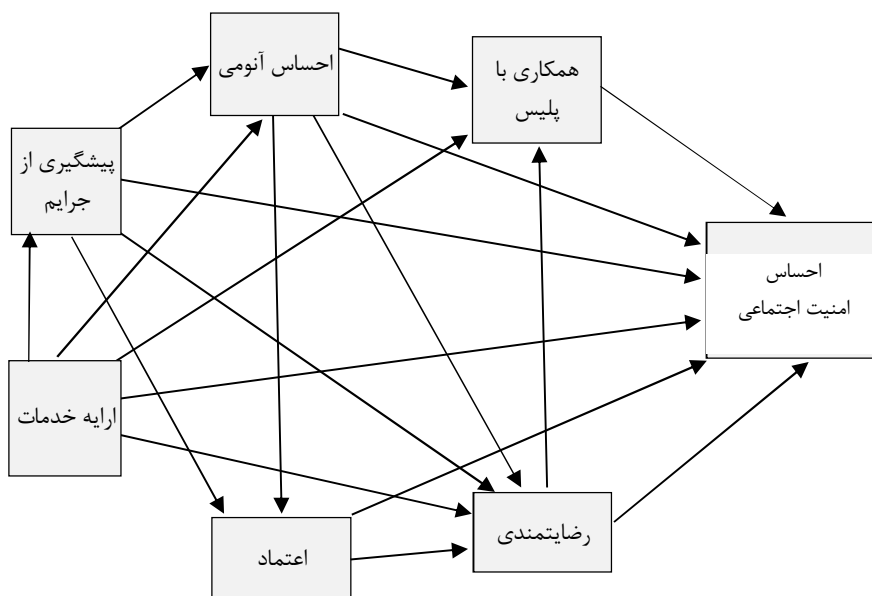 احساس آنومی
همکاری با
پلیس
پیشگیری از
جرایم
احساس
امنیت اجتماعی
ارایه خدمات
رضایتمندی
اعتماد